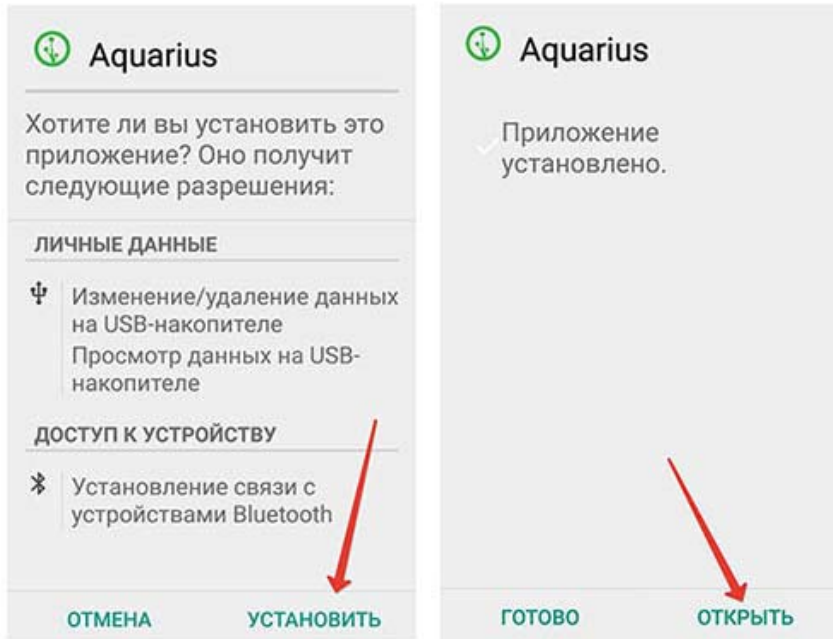 Aquarius
Хотите ли вы установить это
приложение? Оно получит
следующие разрешения:
ЛИЧНЫЕ ДАННЫЕ
Изменение/удаление данных
на USB-накопителе
Просмотр данных на USB-
накопителе
ДОСТУП К УСТРОЙСТВУ
Установление связи с
устройствами Bluetooth
ОТМЕНА УСТАНОВИТЬ
Aquarius
Приложение
установлено.
ГОТОВО ОТКРЫТЬ